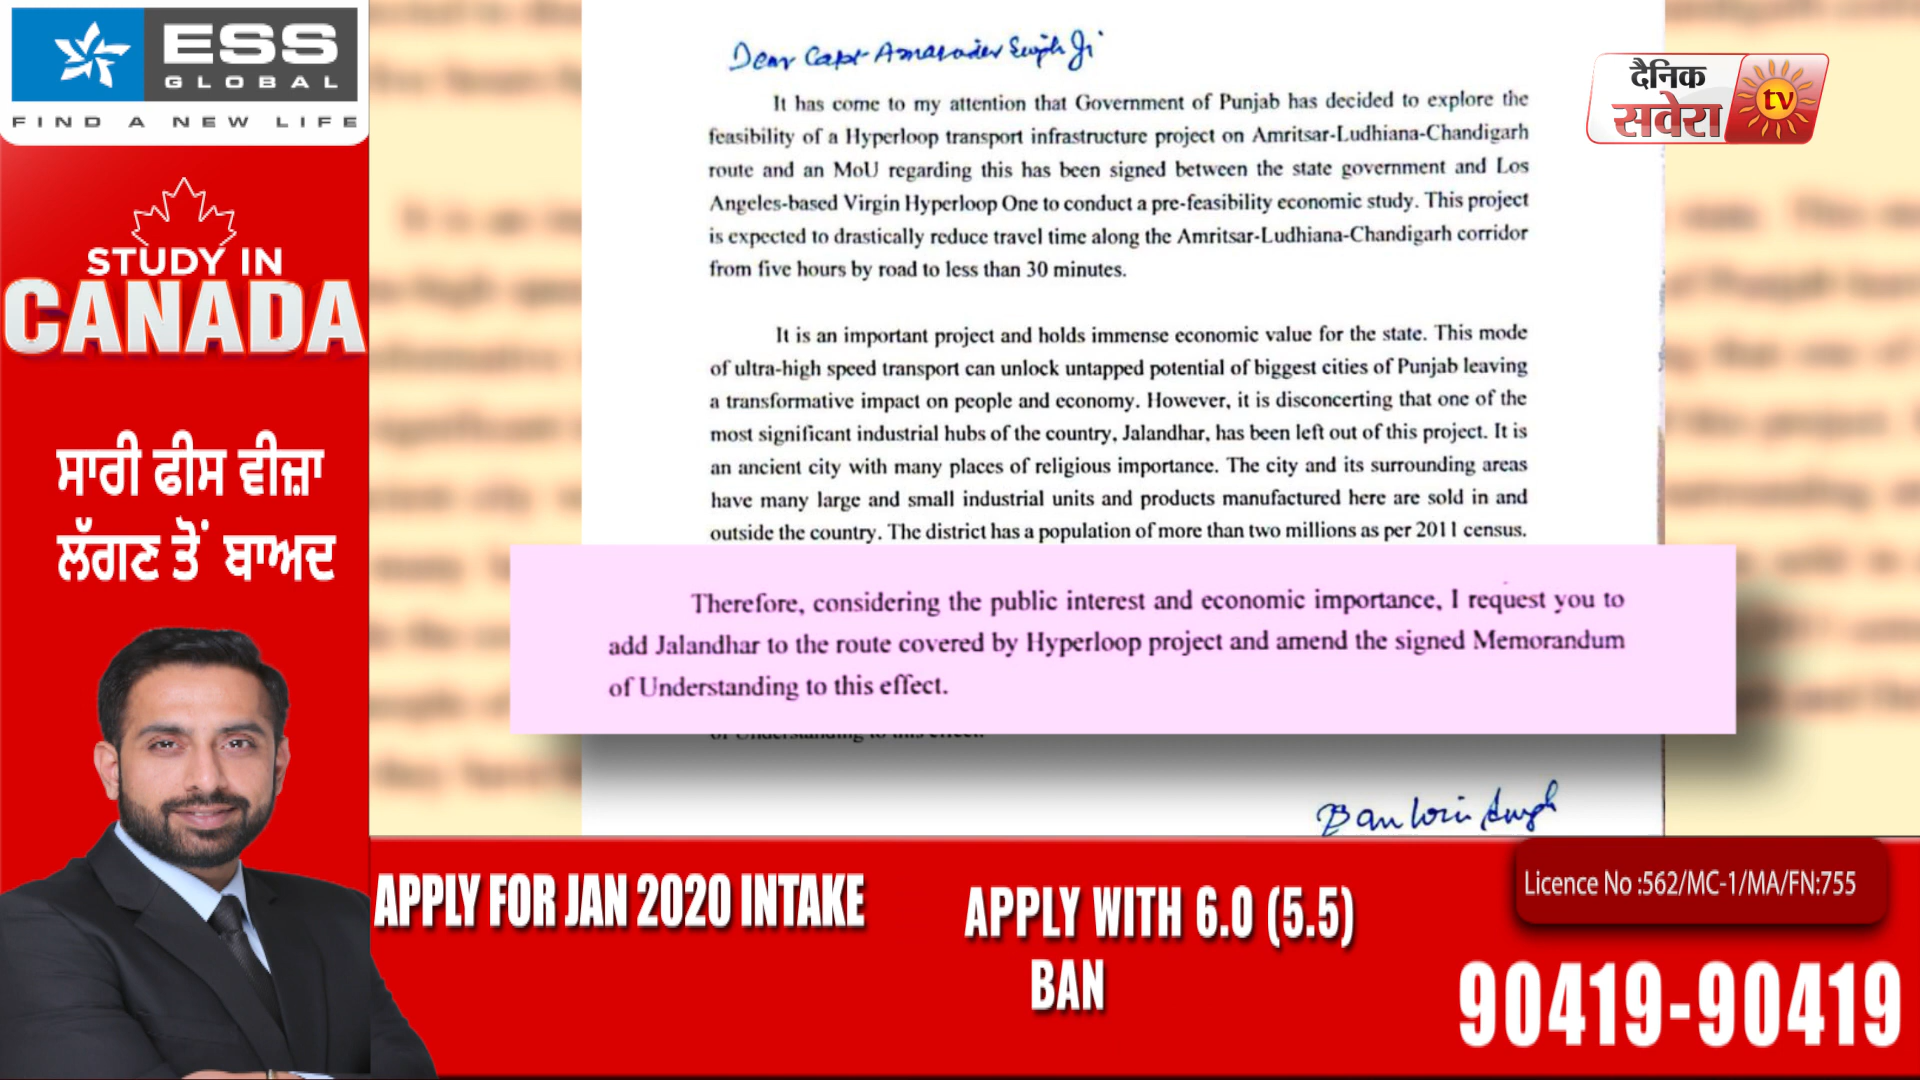 ESS
GLOBAL
FIND A NEW LIFE
STUDY IN
CANADA
ਸਾਰੀ ਫੀਸ ਵੀਜ਼ਾ
ਲੱਗਣ ਤੋਂ ਬਾਅਦ
दैनिक
सवेरा
tv
Dear Capt Amarinder Singh Ji
It has come to my attention that Government of Punjab has decided to explore the
feasibility of a Hyperloop transport infrastructure project on Amritsar-Ludhiana-Chandigarh
route and an MoU regarding this has been signed between the state government and Los
Angeles-based Virgin Hyperloop One to conduct a pre-feasibility economic study. This project
is expected to drastically reduce travel time along the Amritsar-Ludhiana-Chandigarh corridor
from five hours by road to less than 30 minutes.
It is an important project and holds immense economic value for the state. This mode
of ultra-high speed transport can unlock untapped potential of biggest cities of Punjab leaving
a transformative impact on people and economy. However, it is disconcerting that one of the
most significant industrial hubs of the country, Jalandhar, has been left out of this project. It is
an ancient city with many places of religious importance. The city and its surrounding areas
have many large and small industrial units and products manufactured here are sold in and
outside the country. The district has a population of more than two millions as per 2011 census.
Therefore, considering the public interest and economic importance, I request you to
add Jalandhar to the route covered by Hyperloop project and amend the signed Memorandum
of Understanding to this effect.
of Understanding to this effect.
APPLY FOR JAN 2020 INTAKE
APPLY WITH 6.0 (5.5)
BAN
Licence No :562/MC-1/MA/FN:755
90419-90419